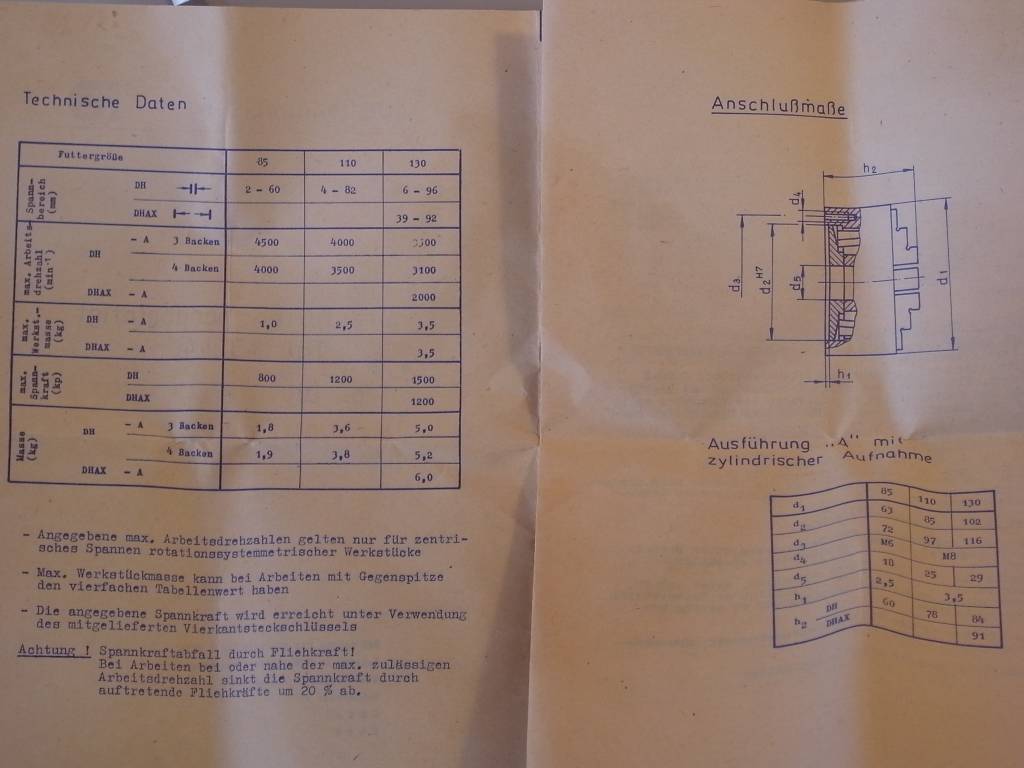 Technische Daten
Futtergröße 85 110 130
Spann-
bereich
(mm)
DH 2 - 60 4 - 82 6 - 96
DHAX 39 - 92
max. Arbeits-
drehzahl
(min⁻¹)
DH - A 3 Backen 4500 4000 3500
4 Backen 4000 3500 3100
DHAX - A 2000
max.
Werkst.-
masse
(kg)
DH - A 1,0 2,5 3,5
DHAX - A 3,5
max.
Spann-
kraft
(kp)
DH 800 1200 1500
DHAX 1200
Masse
(kg)
DH - A 3 Backen 1,8 3,6 5,0
4 Backen 1,9 3,8 5,2
DHAX - A 6,0
- Angegebene max. Arbeitsdrehzahlen gelten nur für zentri-
sches Spannen rotationssystemmetrischer Werkstücke
- Max. Werkstückmasse kann bei Arbeiten mit Gegenspitze
den vierfachen Tabellenwert haben
- Die angegebene Spannkraft wird erreicht unter Verwendung
des mitgelieferten Vierkantsteckschlüssels
Achtung ! Spannkraftabfall durch Fliehkraft!
Bei Arbeiten bei oder nahe der max. zulässigen
Arbeitsdrehzahl sinkt die Spannkraft durch
auftretende Fliehkräfte um 20 % ab.
Anschlußmaße
h2
d4
d3
d2 H7
d5
d1
h1
Ausführung „A" mit
zylindrischer Aufnahme
d1 85 110 130
d2 63 85 102
d3 72 97 116
d4 M6 M8
d5 18 25 29
h1 2,5 3,5
h2 DH 60 78 84
DHAX 91